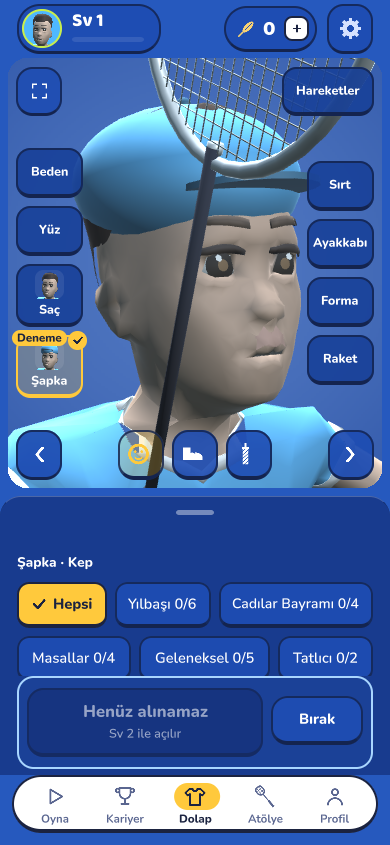 Sv 1
0
+
Hareketler
Beden
Sırt
Yüz
Ayakkabı
Saç
Forma
Deneme
Şapka
Raket
Şapka · Kep
Hepsi
Yılbaşı 0/6
Cadılar Bayramı 0/4
Masallar 0/4
Geleneksel 0/5
Tatlıcı 0/2
Henüz alınamaz
Sv 2 ile açılır
Bırak
Oyna
Kariyer
Dolap
Atölye
Profil